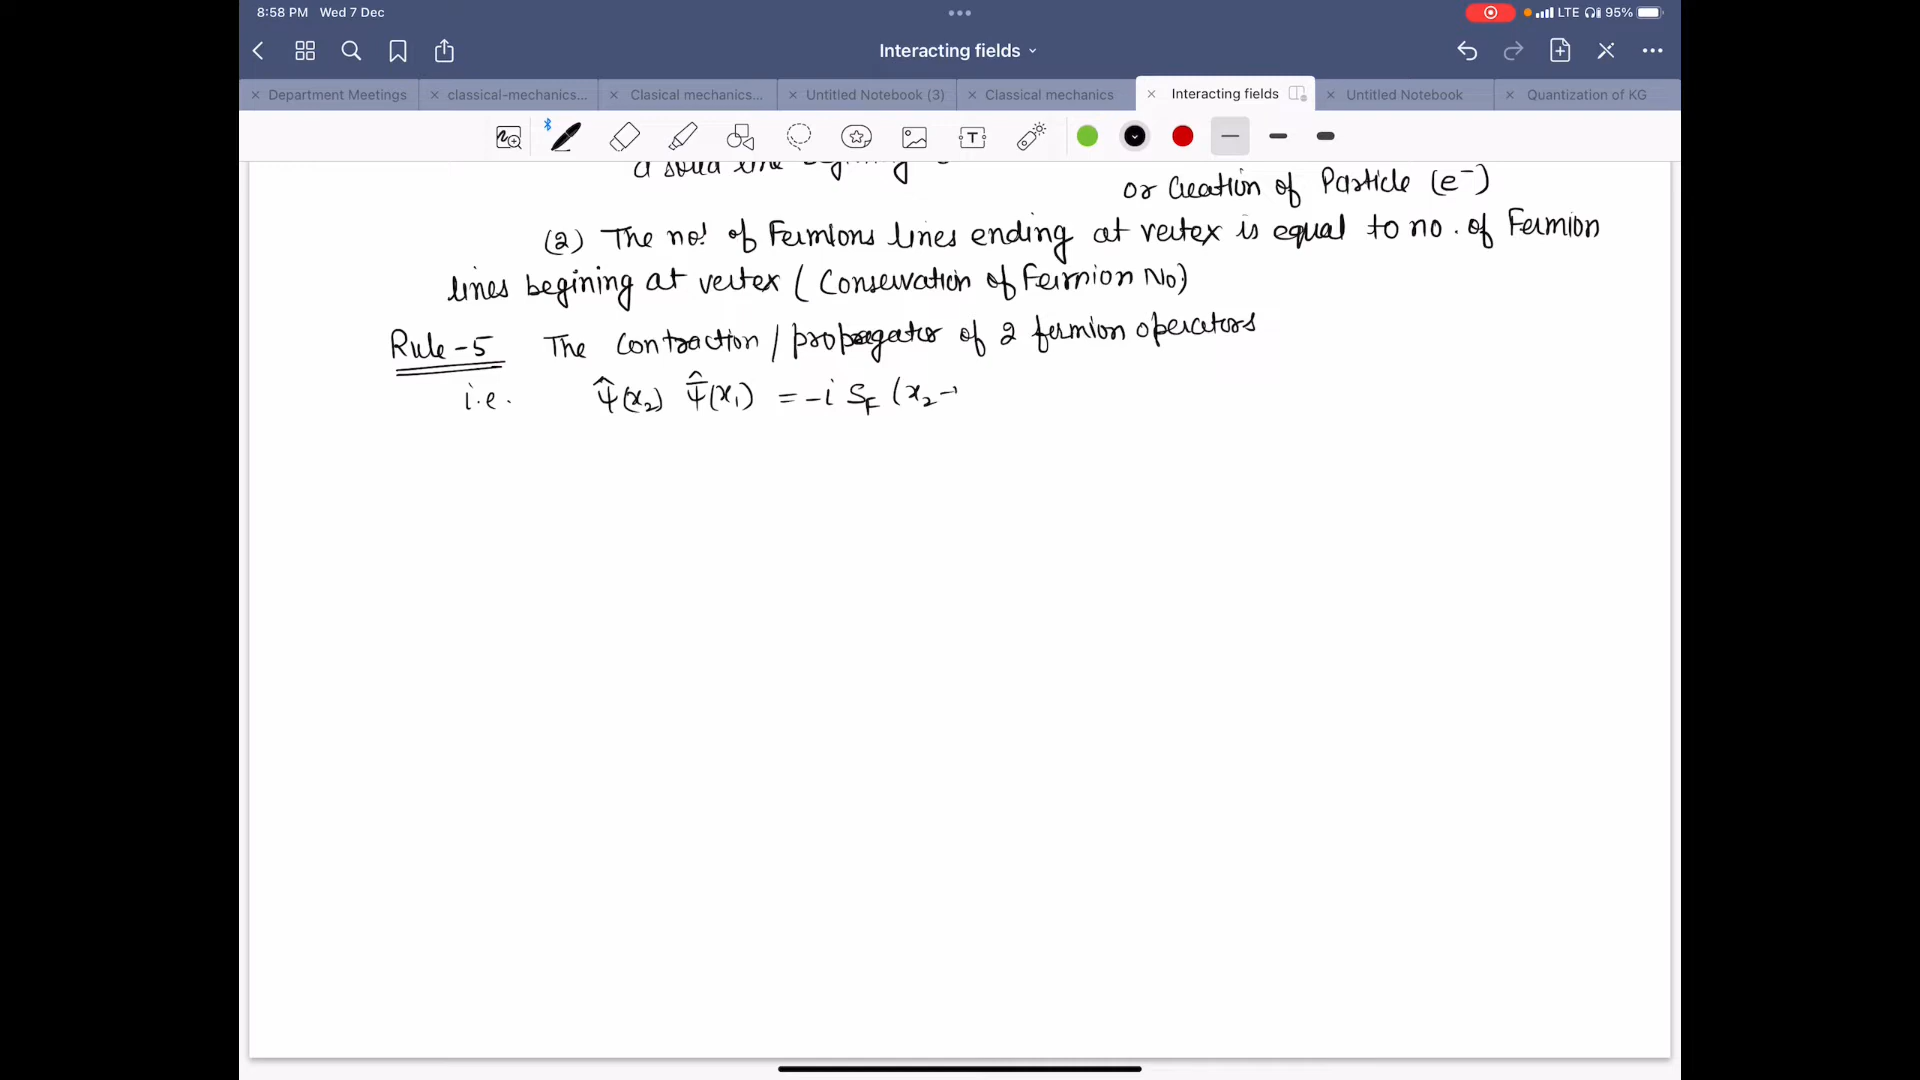 8:58 PM Wed 7 Dec
LTE 95%
Interacting fields
Department Meetings
classical-mechanics...
Clasical mechanics...
Untitled Notebook (3)
Classical mechanics
Interacting fields
Untitled Notebook
Quantization of KG
T
a solid line
or creation of Particle (e⁻)
(2) The no! of Fermions lines ending at vertex is equal to no. of Fermion
lines begining at vertex (Conservation of Fermion No)
Rule-5 The contraction / propagator of 2 fermion operators
i.e. ψ̂(x₂) ψ̄̂(x₁) = -i S_F (x₂ -